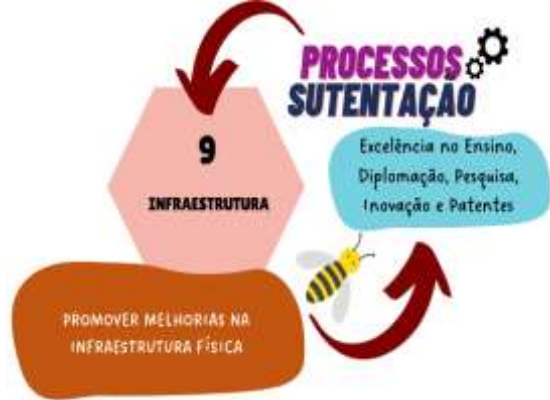 PROCESSOS
SUTENTAÇÃO
9
INFRAESTRUTURA
Excelência no Ensino,
Diplomação, Pesquisa,
Inovação e Patentes
PROMOVER MELHORIAS NA
INFRAESTRUTURA FÍSICA